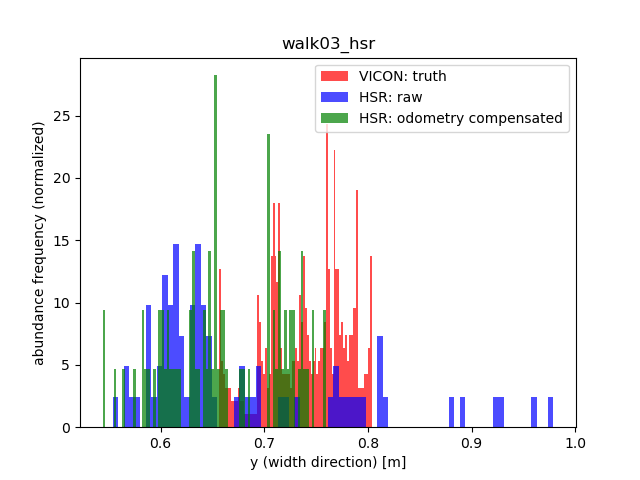 walk03_hsr
VICON: truth
HSR: raw
HSR: odometry compensated
abundance frequency (normalized)
25
20
15
10
5
0
0.6 0.7 0.8 0.9 1.0
y (width direction) [m]